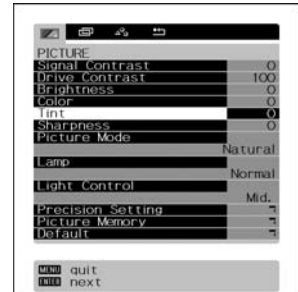 PICTURE
Signal Contrast 0
Drive Contrast 100
Brightness 0
Color 0
Tint 0
Sharpness 0
Picture Mode
Natural
Lamp
Normal
Light Control
Mid.
Precision Setting
Picture Memory
Default
MENU quit
ENTER next